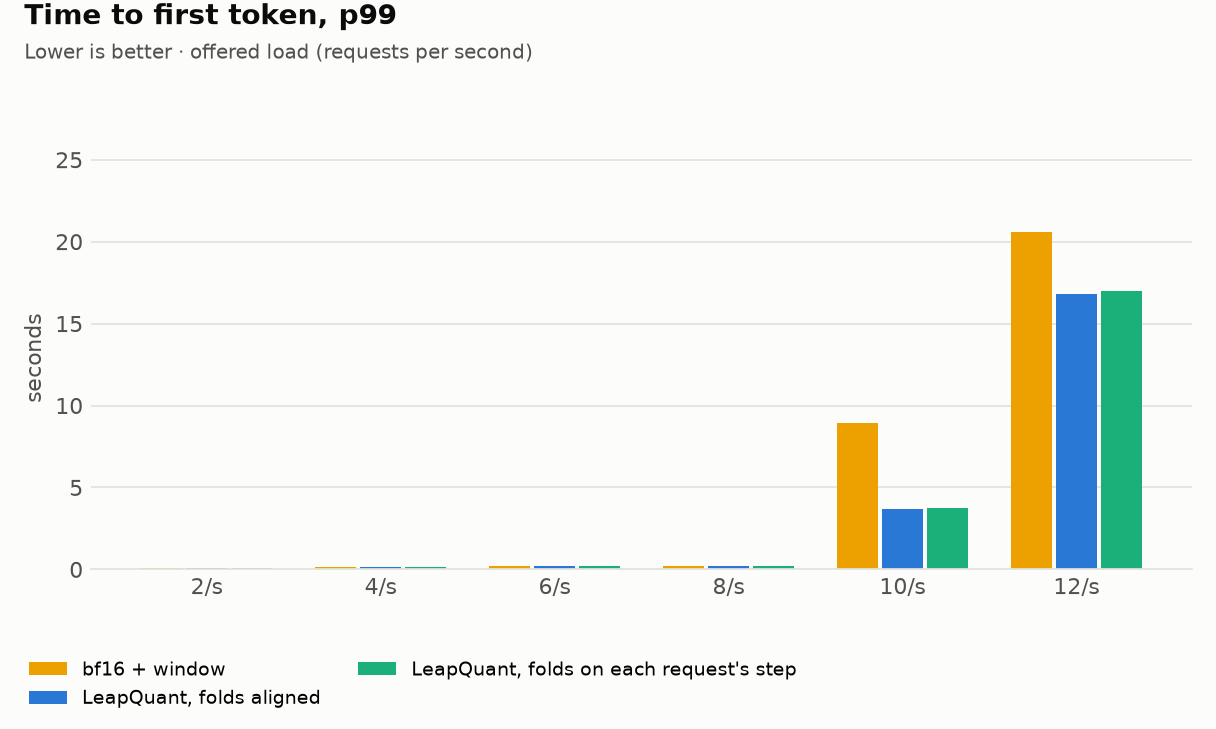 Time to first token, p99
Lower is better · offered load (requests per second)
25
20
15
10
5
0
seconds
2/s
4/s
6/s
8/s
10/s
12/s
bf16 + window
LeapQuant, folds aligned
LeapQuant, folds on each request's step